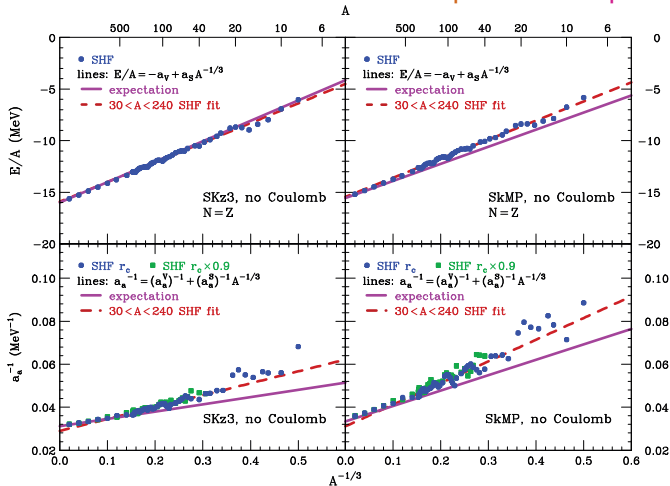 A
500 100 40 20 10 6 500 100 40 20 10 6
0
−5
−10
−15
−20
E/A (MeV)
SHF
lines: E/A=−a_V+a_S A^−1/3
expectation
30<A<240 SHF fit
SKz3, no Coulomb
N=Z
SHF
lines: E/A=−a_V+a_S A^−1/3
expectation
30<A<240 SHF fit
SkMP, no Coulomb
N=Z
0
−5
−10
−15
−20
0.10
0.08
0.06
0.04
0.02
a_a^−1 (MeV^−1)
SHF r_c SHF r_c×0.9
lines: a_a^−1=(a_a^V)^−1+(a_a^S)^−1A^−1/3
expectation
30<A<240 SHF fit
SKz3, no Coulomb
SHF r_c SHF r_c×0.9
lines: a_a^−1=(a_a^V)^−1+(a_a^S)^−1A^−1/3
expectation
30<A<240 SHF fit
SkMP, no Coulomb
0.10
0.08
0.06
0.04
0.02
0.0 0.1 0.2 0.3 0.4 0.5 0.0 0.1 0.2 0.3 0.4 0.5 0.6
A^−1/3